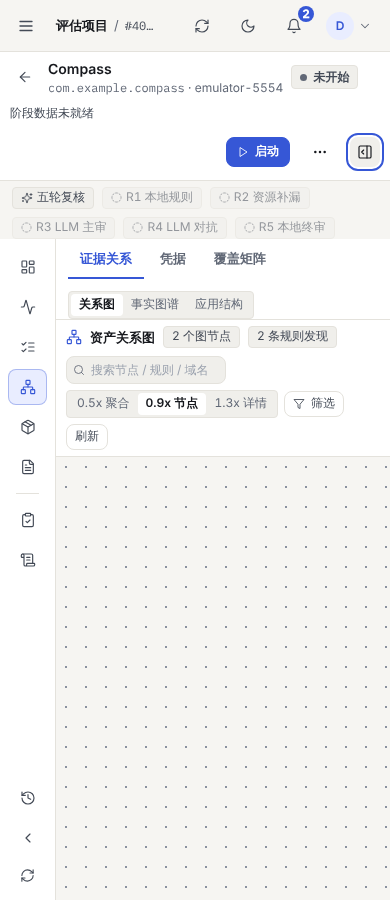 评估项目 / #40…
2
D
Compass
com.example.compass · emulator-5554
未开始
阶段数据未就绪
启动
五轮复核 R1 本地规则 R2 资源补漏
R3 LLM 主审 R4 LLM 对抗 R5 本地终审
证据关系 凭据 覆盖矩阵
关系图 事实图谱 应用结构
资产关系图 2 个图节点 2 条规则发现
搜索节点 / 规则 / 域名
0.5x 聚合 0.9x 节点 1.3x 详情 筛选
刷新